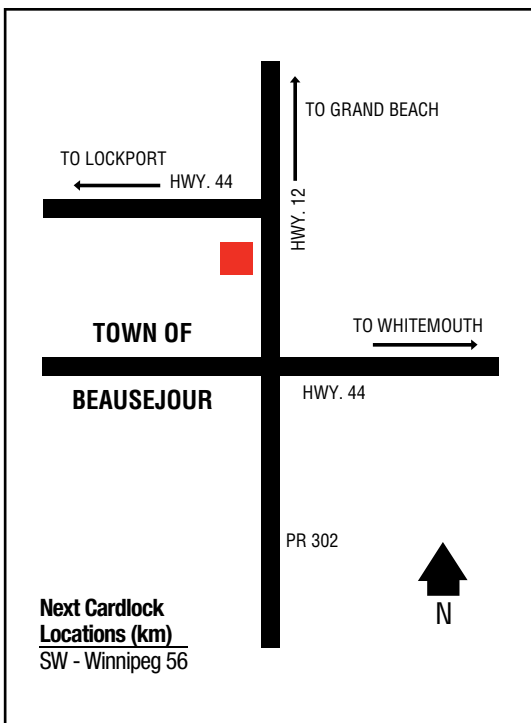 TO GRAND BEACH
TO LOCKPORT
HWY. 44
HWY. 12
TO WHITEMOUTH
TOWN OF
BEAUSEJOUR
HWY. 44
PR 302
N
Next Cardlock
Locations (km)
SW - Winnipeg 56